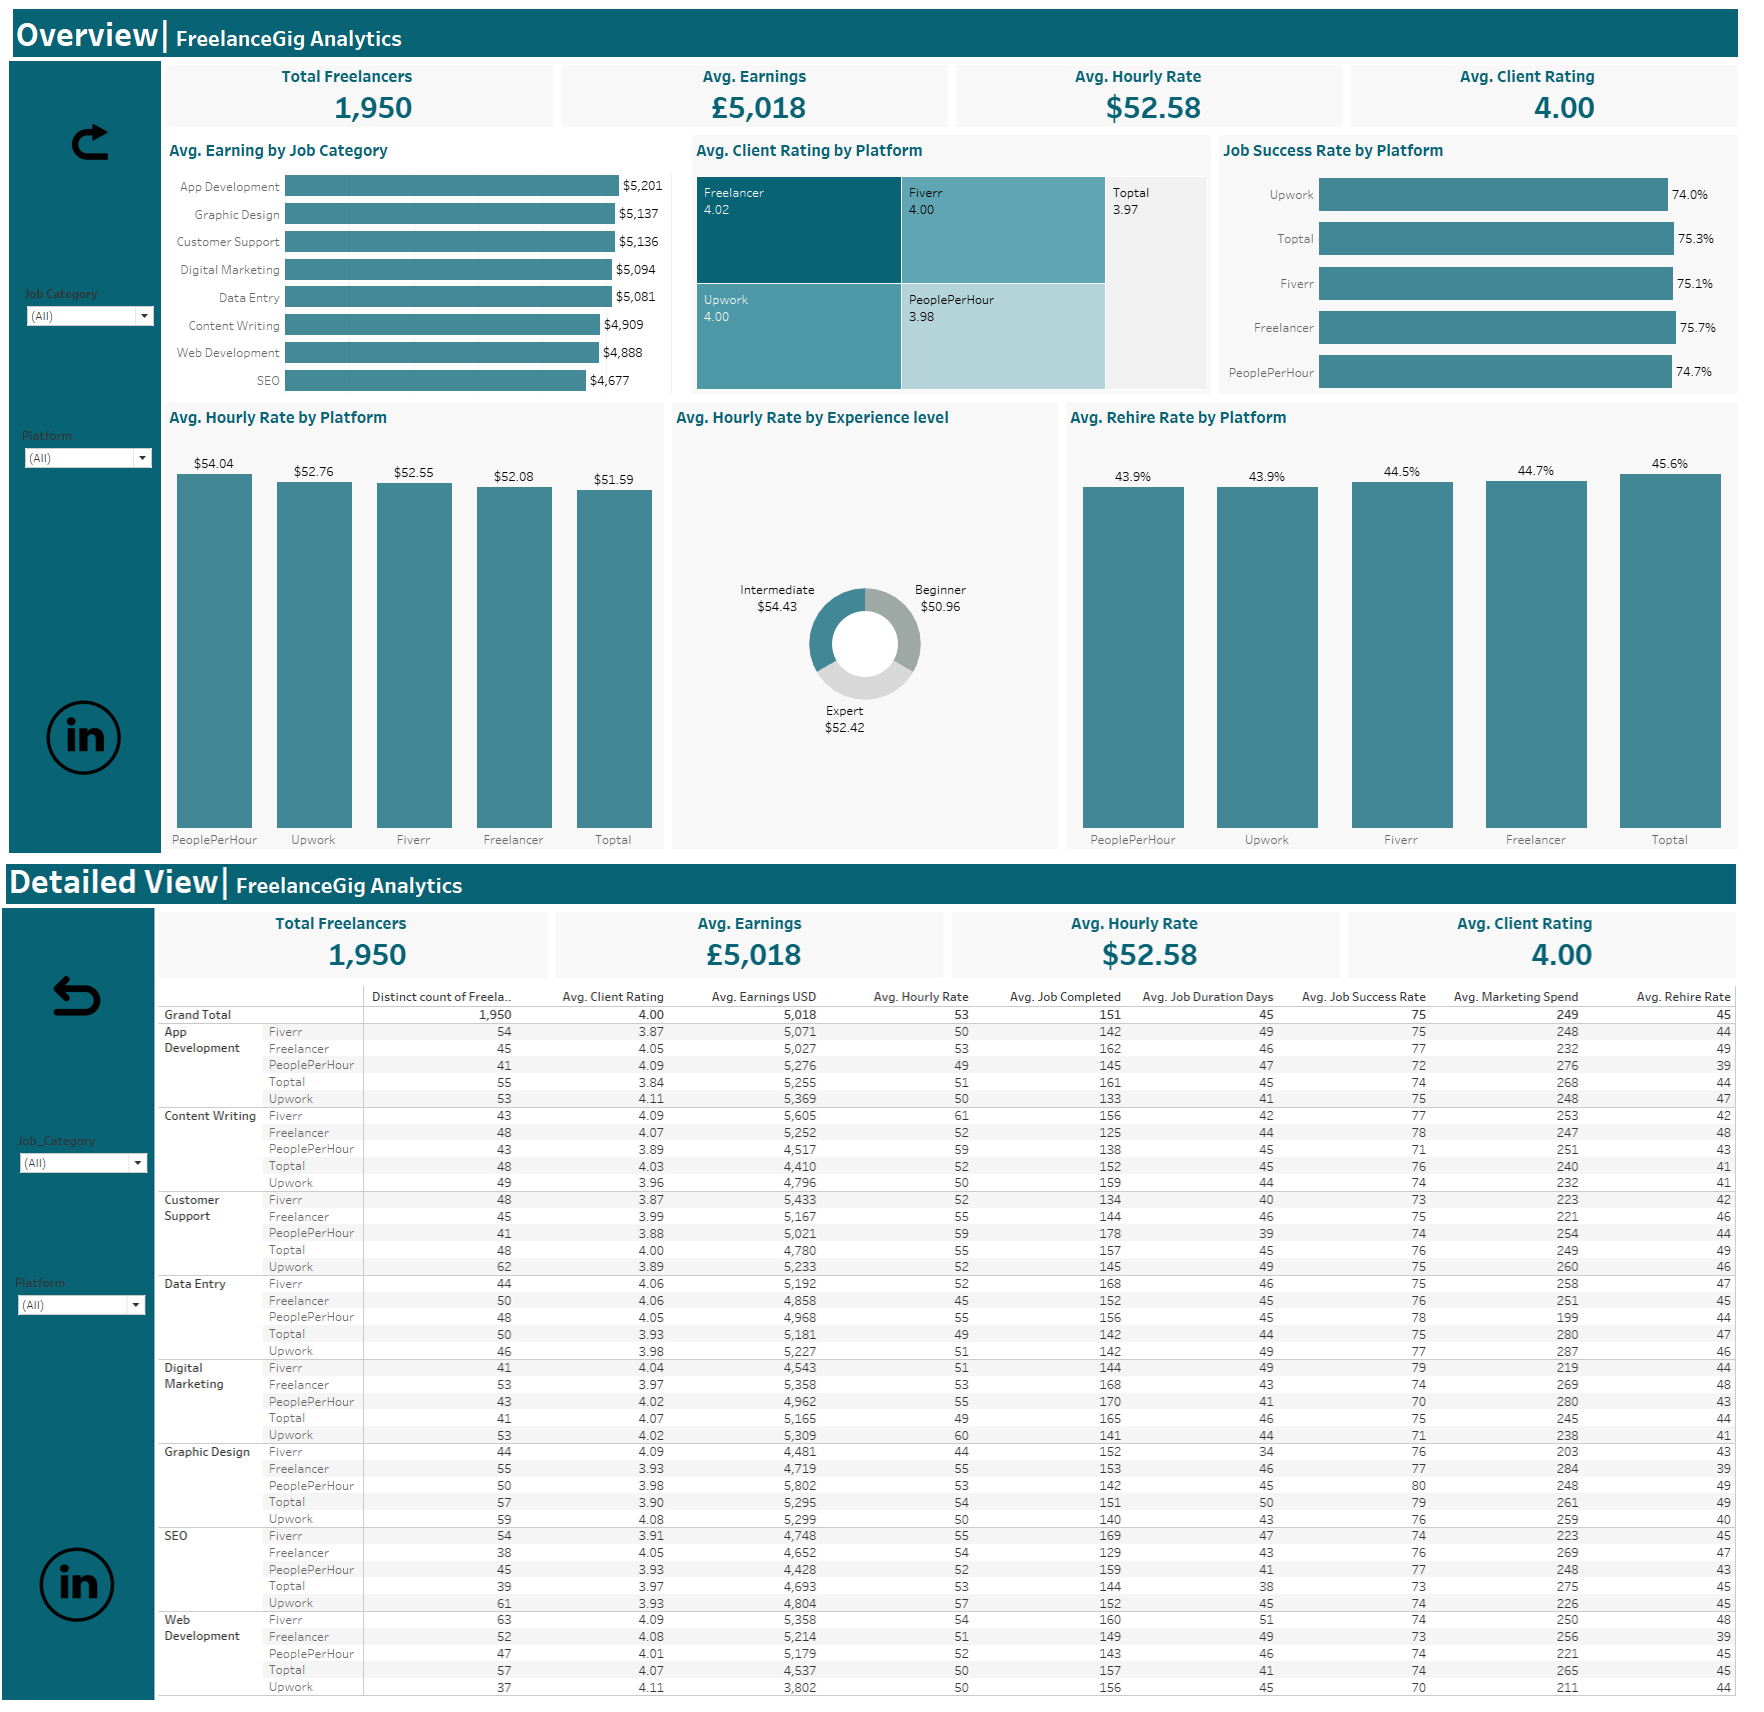 Overview| FreelanceGig Analytics
Total Freelancers
1,950
Avg. Earnings
£5,018
Avg. Hourly Rate
$52.58
Avg. Client Rating
4.00
Job Category
(All)
Platform
(All)
in
Avg. Earning by Job Category
App Development $5,201
Graphic Design $5,137
Customer Support $5,136
Digital Marketing $5,094
Data Entry $5,081
Content Writing $4,909
Web Development $4,888
SEO $4,677
Avg. Client Rating by Platform
Freelancer
4.02
Fiverr
4.00
Toptal
3.97
Upwork
4.00
PeoplePerHour
3.98
Job Success Rate by Platform
Upwork 74.0%
Toptal 75.3%
Fiverr 75.1%
Freelancer 75.7%
PeoplePerHour 74.7%
Avg. Hourly Rate by Platform
$54.04 $52.76 $52.55 $52.08 $51.59
PeoplePerHour Upwork Fiverr Freelancer Toptal
Avg. Hourly Rate by Experience level
Intermediate
$54.43
Beginner
$50.96
Expert
$52.42
Avg. Rehire Rate by Platform
43.9% 43.9% 44.5% 44.7% 45.6%
PeoplePerHour Upwork Fiverr Freelancer Toptal
Detailed View| FreelanceGig Analytics
Total Freelancers
1,950
Avg. Earnings
£5,018
Avg. Hourly Rate
$52.58
Avg. Client Rating
4.00
Job_Category
(All)
Platform
(All)
in
Distinct count of Freela.. Avg. Client Rating Avg. Earnings USD Avg. Hourly Rate Avg. Job Completed Avg. Job Duration Days Avg. Job Success Rate Avg. Marketing Spend Avg. Rehire Rate
Grand Total 1,950 4.00 5,018 53 151 45 75 249 45
App Development Fiverr 54 3.87 5,071 50 142 49 75 248 44
Freelancer 45 4.05 5,027 53 162 46 77 232 49
PeoplePerHour 41 4.09 5,276 49 145 47 72 276 39
Toptal 55 3.84 5,255 51 161 45 74 268 44
Upwork 53 4.11 5,369 50 133 41 75 248 47
Content Writing Fiverr 43 4.09 5,605 61 156 42 77 253 42
Freelancer 48 4.07 5,252 52 125 44 78 247 48
PeoplePerHour 43 3.89 4,517 59 138 45 71 251 43
Toptal 48 4.03 4,410 52 152 45 76 240 41
Upwork 49 3.96 4,796 50 159 44 74 232 41
Customer Support Fiverr 48 3.87 5,433 52 134 40 73 223 42
Freelancer 45 3.99 5,167 55 144 46 75 221 46
PeoplePerHour 41 3.88 5,021 59 178 39 74 254 44
Toptal 48 4.00 4,780 55 157 45 76 249 49
Upwork 62 3.89 5,233 52 145 49 75 260 46
Data Entry Fiverr 44 4.06 5,192 52 168 46 75 258 47
Freelancer 50 4.06 4,858 45 152 45 76 251 45
PeoplePerHour 48 4.05 4,968 55 156 45 78 199 44
Toptal 50 3.93 5,181 49 142 44 75 280 47
Upwork 46 3.98 5,227 51 142 49 77 287 46
Digital Marketing Fiverr 41 4.04 4,543 51 144 49 79 219 44
Freelancer 53 3.97 5,358 53 168 43 74 269 48
PeoplePerHour 43 4.02 4,962 55 170 41 70 280 43
Toptal 41 4.07 5,165 49 165 46 75 245 44
Upwork 53 4.02 5,309 60 141 44 71 238 41
Graphic Design Fiverr 44 4.09 4,481 44 152 34 76 203 43
Freelancer 55 3.93 4,719 55 153 46 77 284 39
PeoplePerHour 50 3.98 5,802 53 142 45 80 248 49
Toptal 57 3.90 5,295 54 151 50 79 261 49
Upwork 59 4.08 5,299 50 140 43 76 259 40
SEO Fiverr 54 3.91 4,748 55 169 47 74 223 45
Freelancer 38 4.05 4,652 54 129 43 76 269 47
PeoplePerHour 45 3.93 4,428 52 159 41 77 248 43
Toptal 39 3.97 4,693 53 144 38 73 275 45
Upwork 61 3.93 4,804 57 152 45 74 226 45
Web Development Fiverr 63 4.09 5,358 54 160 51 74 250 48
Freelancer 52 4.08 5,214 51 149 49 73 256 39
PeoplePerHour 47 4.01 5,179 52 143 46 74 221 45
Toptal 57 4.07 4,537 50 157 41 74 265 45
Upwork 37 4.11 3,802 50 156 45 70 211 44